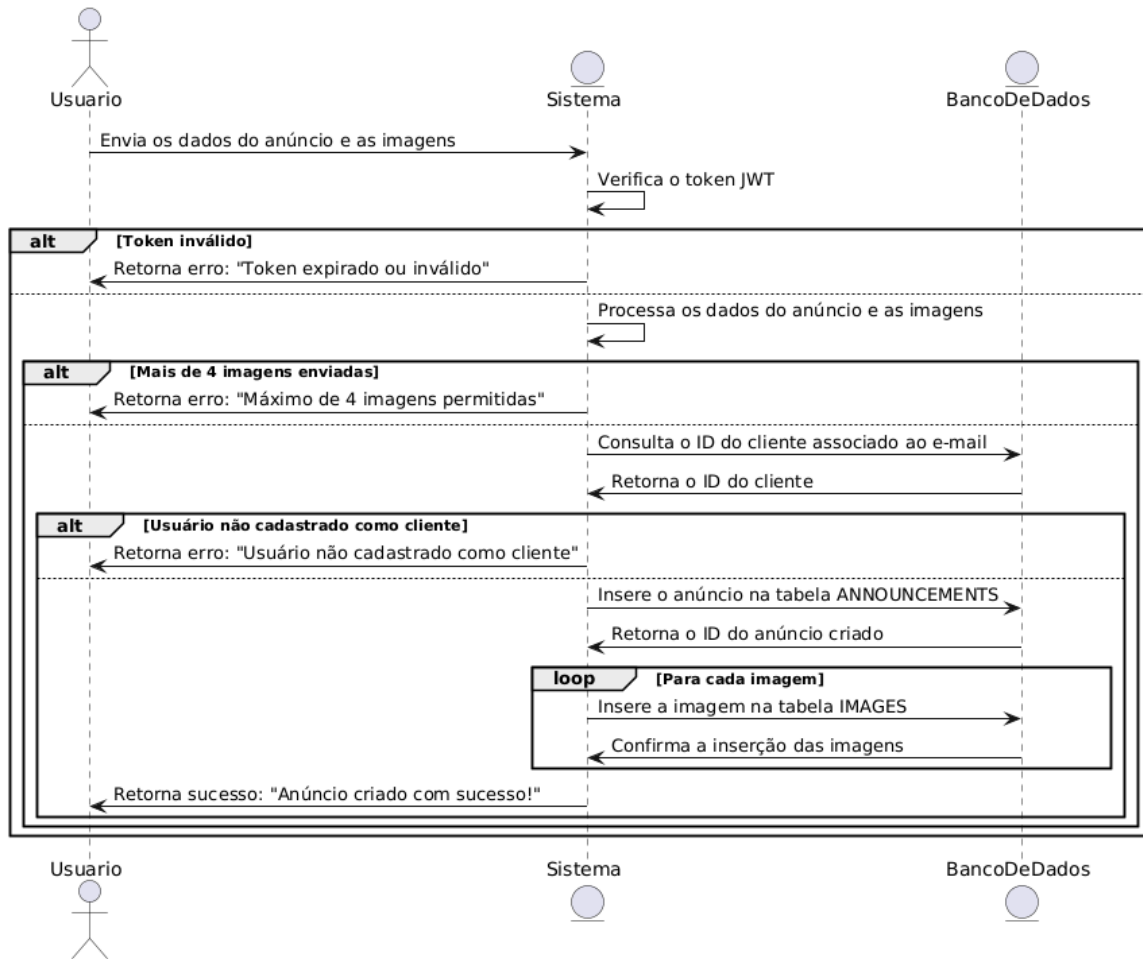 Usuario
Sistema
BancoDeDados
Envia os dados do anúncio e as imagens
Verifica o token JWT
alt [Token inválido]
Retorna erro: "Token expirado ou inválido"
Processa os dados do anúncio e as imagens
alt [Mais de 4 imagens enviadas]
Retorna erro: "Máximo de 4 imagens permitidas"
Consulta o ID do cliente associado ao e-mail
Retorna o ID do cliente
alt [Usuário não cadastrado como cliente]
Retorna erro: "Usuário não cadastrado como cliente"
Insere o anúncio na tabela ANNOUNCEMENTS
Retorna o ID do anúncio criado
loop [Para cada imagem]
Insere a imagem na tabela IMAGES
Confirma a inserção das imagens
Retorna sucesso: "Anúncio criado com sucesso!"
Usuario
Sistema
BancoDeDados